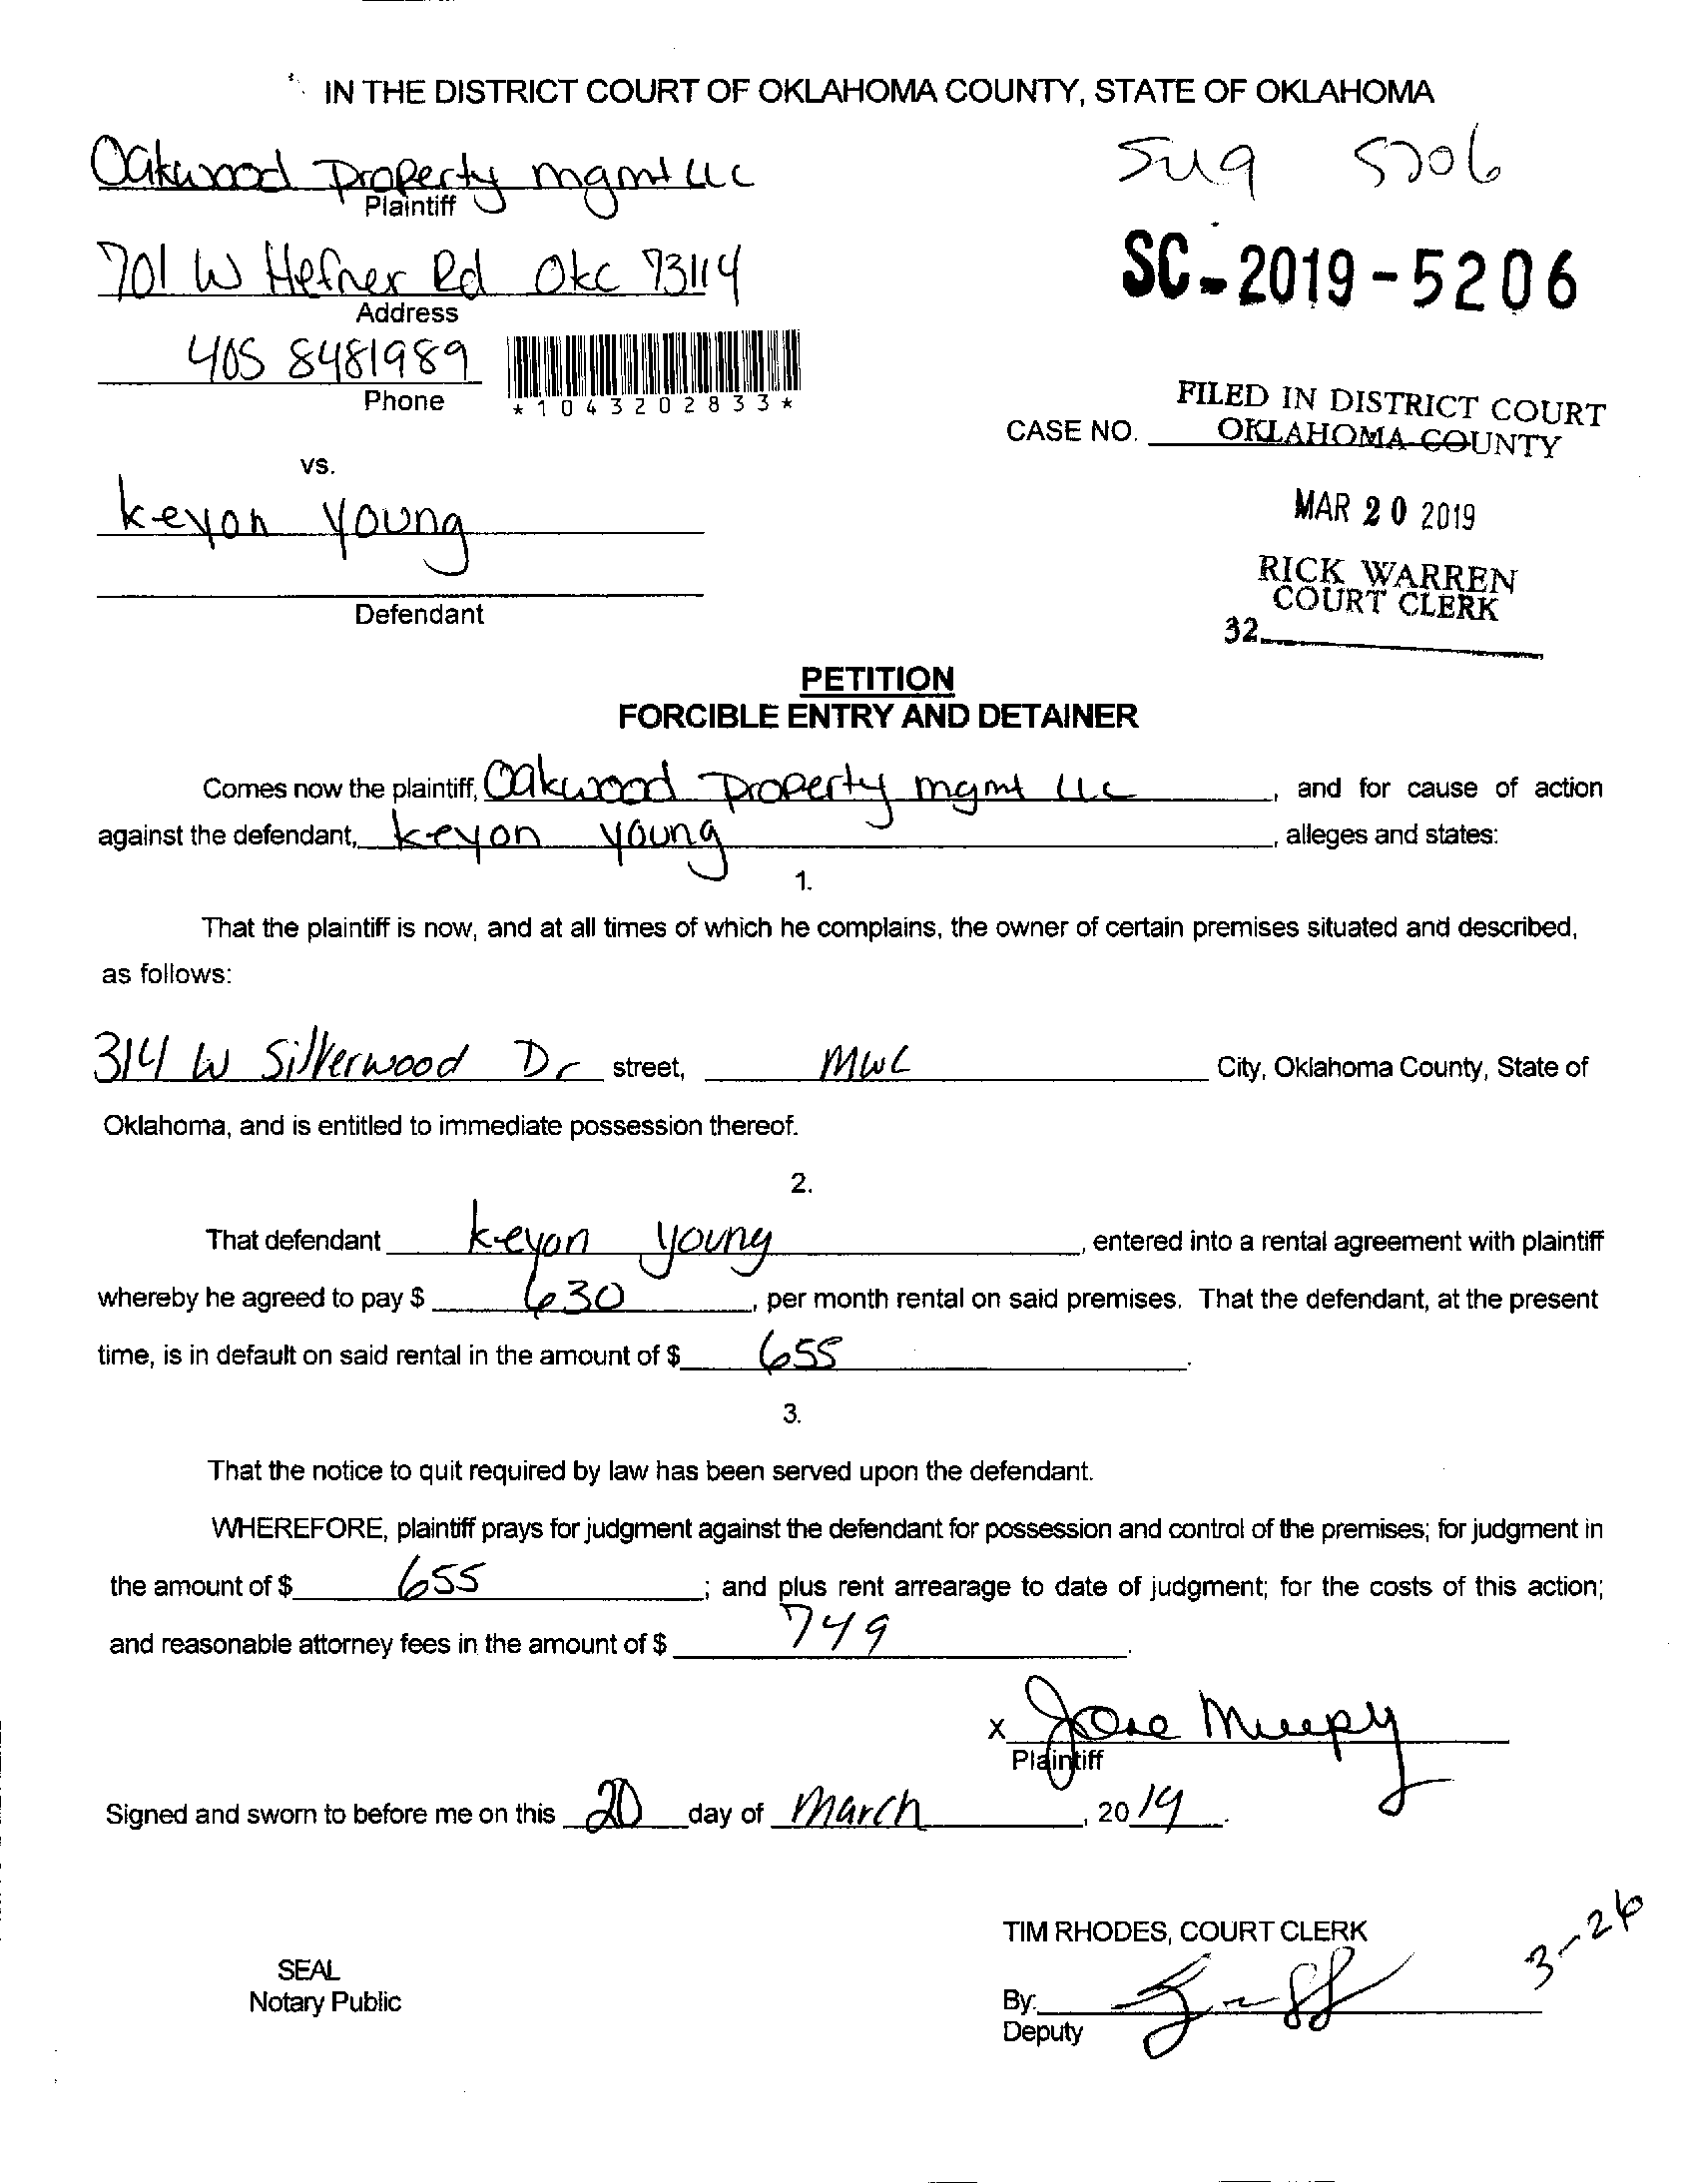 IN THE DISTRICT COURT OF OKLAHOMA COUNTY, STATE OF OKLAHOMA
Oakwood Property mgmt LLC
Plaintiff
5206
701 W Hefner Rd Okc 73114
Address
SC-2019-5206
405 8481989
Phone
*1043202833*
FILED IN DISTRICT COURT
OKLAHOMA COUNTY
CASE NO.
vs.
keyon young
MAR 20 2019
RICK WARREN
COURT CLERK
Defendant
32
PETITION
FORCIBLE ENTRY AND DETAINER
Comes now the plaintiff, Oakwood Property mgmt LLC, and for cause of action
against the defendant, keyon young, alleges and states:
1.
That the plaintiff is now, and at all times of which he complains, the owner of certain premises situated and described,
as follows:
314 W Silverwood Dr street, MWC City, Oklahoma County, State of
Oklahoma, and is entitled to immediate possession thereof.
2.
That defendant keyon young, entered into a rental agreement with plaintiff
whereby he agreed to pay $ 630, per month rental on said premises. That the defendant, at the present
time, is in default on said rental in the amount of $ 655.
3.
That the notice to quit required by law has been served upon the defendant.
WHEREFORE, plaintiff prays for judgment against the defendant for possession and control of the premises; for judgment in
the amount of $ 655; and plus rent arrearage to date of judgment; for the costs of this action;
and reasonable attorney fees in the amount of $ 749.
X
Plaintiff
Signed and sworn to before me on this 20 day of March, 2019.
TIM RHODES, COURT CLERK
3-26
SEAL
Notary Public
By:
Deputy